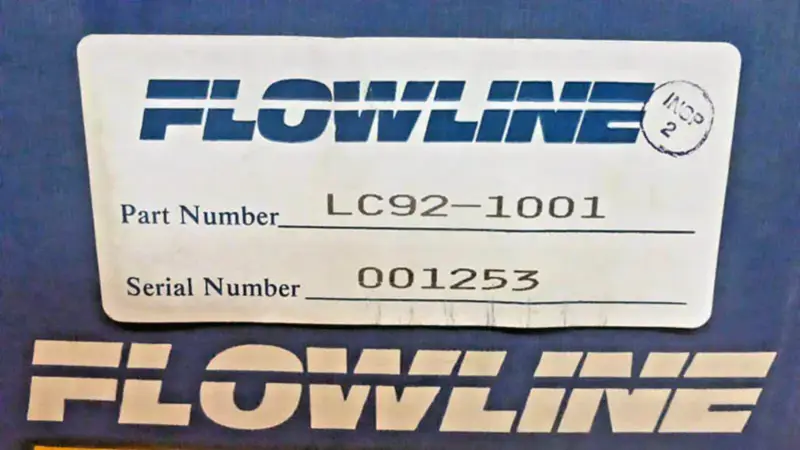 FLOWLINE
INSP
2
Part Number LC92-1001
Serial Number 001253
FLOWLINE